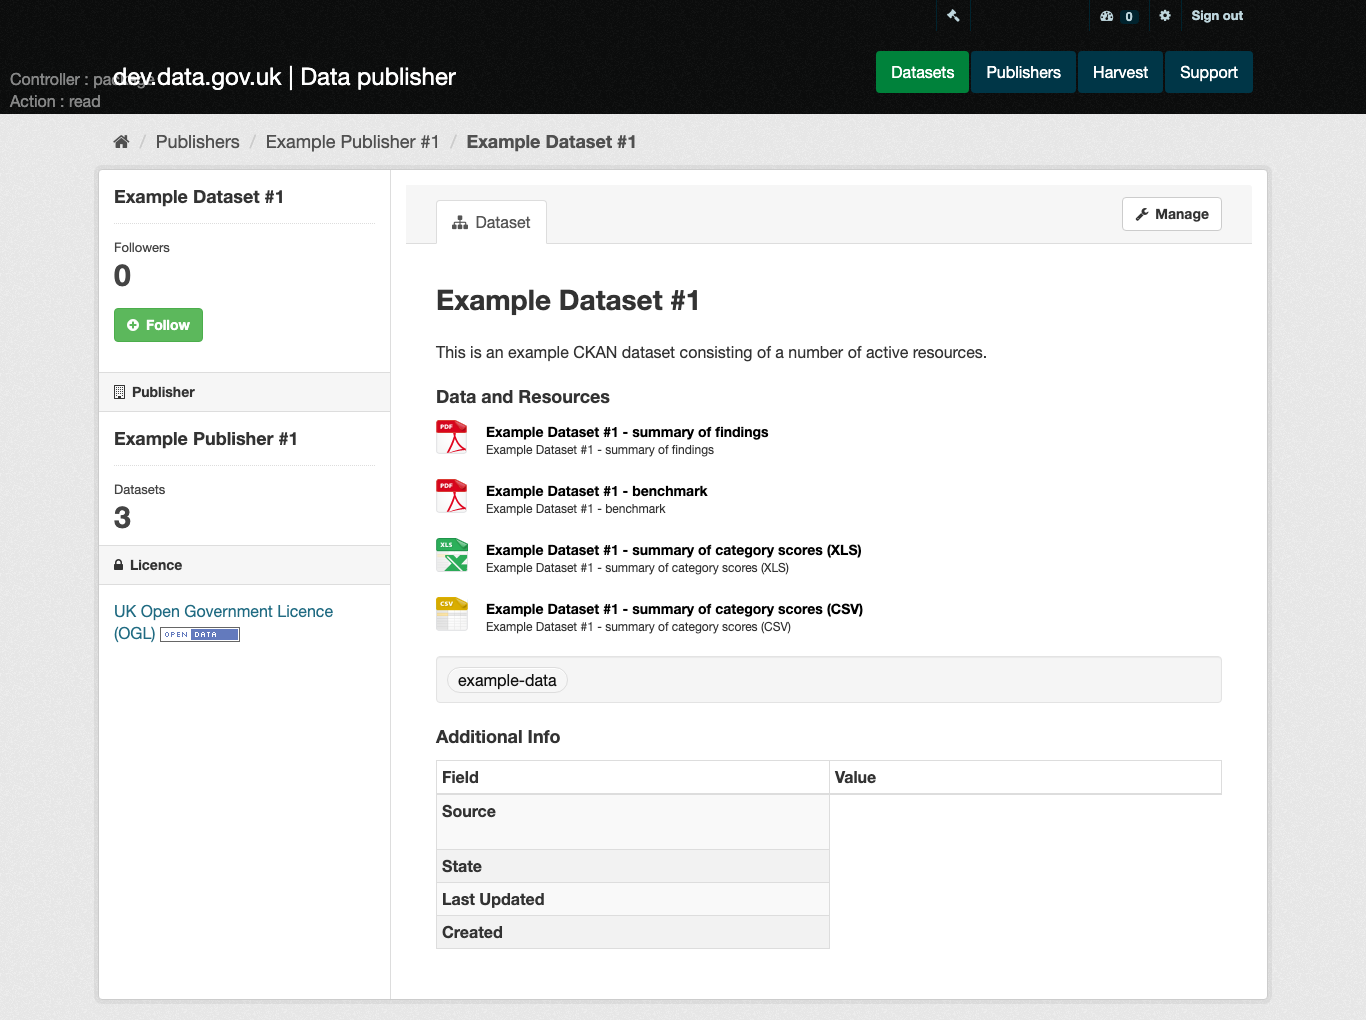 0
Sign out
Controller : package
Action : read
dev.data.gov.uk | Data publisher
Datasets
Publishers
Harvest
Support
/ Publishers / Example Publisher #1 / Example Dataset #1
Example Dataset #1
Followers
0
Follow
Publisher
Example Publisher #1
Datasets
3
Licence
UK Open Government Licence
(OGL) OPEN DATA
Dataset
Manage
Example Dataset #1
This is an example CKAN dataset consisting of a number of active resources.
Data and Resources
PDF
Example Dataset #1 - summary of findings
Example Dataset #1 - summary of findings
PDF
Example Dataset #1 - benchmark
Example Dataset #1 - benchmark
XLS
Example Dataset #1 - summary of category scores (XLS)
Example Dataset #1 - summary of category scores (XLS)
CSV
Example Dataset #1 - summary of category scores (CSV)
Example Dataset #1 - summary of category scores (CSV)
example-data
Additional Info
Field Value
Source
State
Last Updated
Created